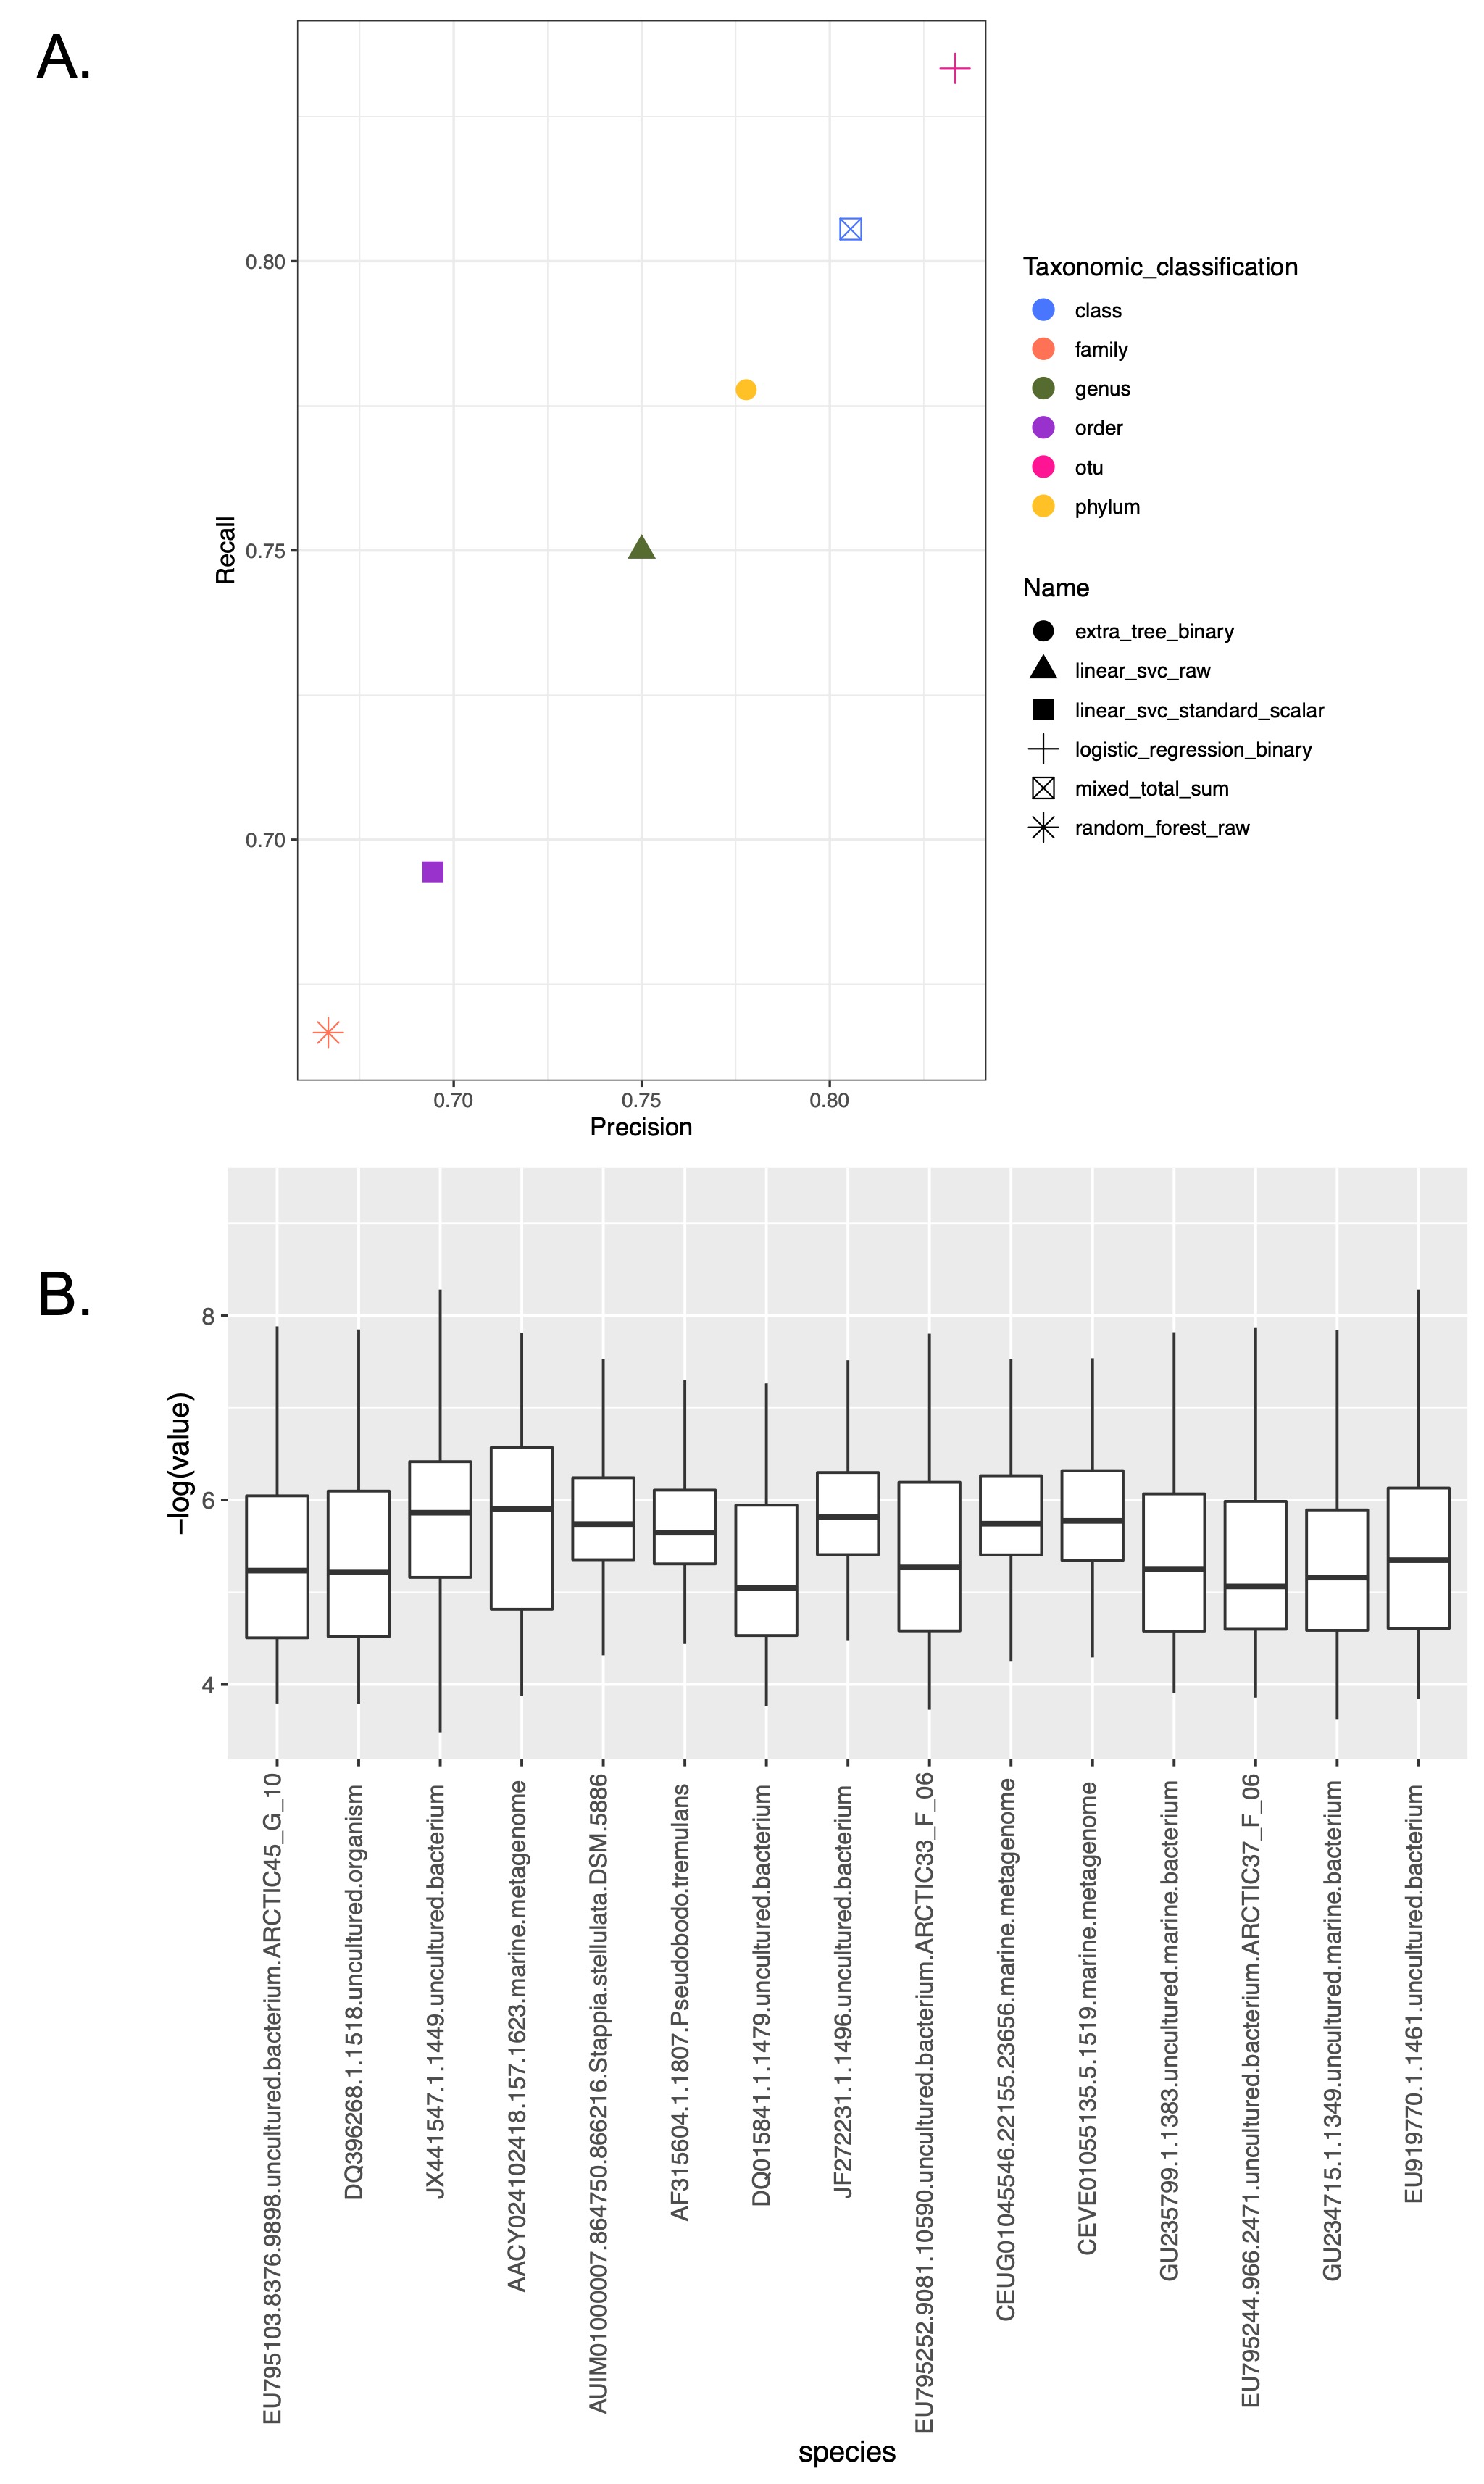 A.
Recall
0.80
0.75
0.70
0.70
0.75
0.80
Precision
Taxonomic_classification
class
family
genus
order
otu
phylum
Name
extra_tree_binary
linear_svc_raw
linear_svc_standard_scalar
logistic_regression_binary
mixed_total_sum
random_forest_raw
B.
−log(value)
8
6
4
EU795103.8376.9898.uncultured.bacterium.ARCTIC45_G_10
DQ396268.1.1518.uncultured.organism
JX441547.1.1449.uncultured.bacterium
AACY024102418.157.1623.marine.metagenome
AUIM01000007.864750.866216.Stappia.stellulata.DSM.5886
AF315604.1.1807.Pseudobodo.tremulans
DQ015841.1.1479.uncultured.bacterium
JF272231.1.1496.uncultured.bacterium
EU795252.9081.10590.uncultured.bacterium.ARCTIC33_F_06
CEUG01045546.22155.23656.marine.metagenome
CEVE01055135.5.1519.marine.metagenome
GU235799.1.1383.uncultured.marine.bacterium
EU795244.966.2471.uncultured.bacterium.ARCTIC37_F_06
GU234715.1.1349.uncultured.marine.bacterium
EU919770.1.1461.uncultured.bacterium
species